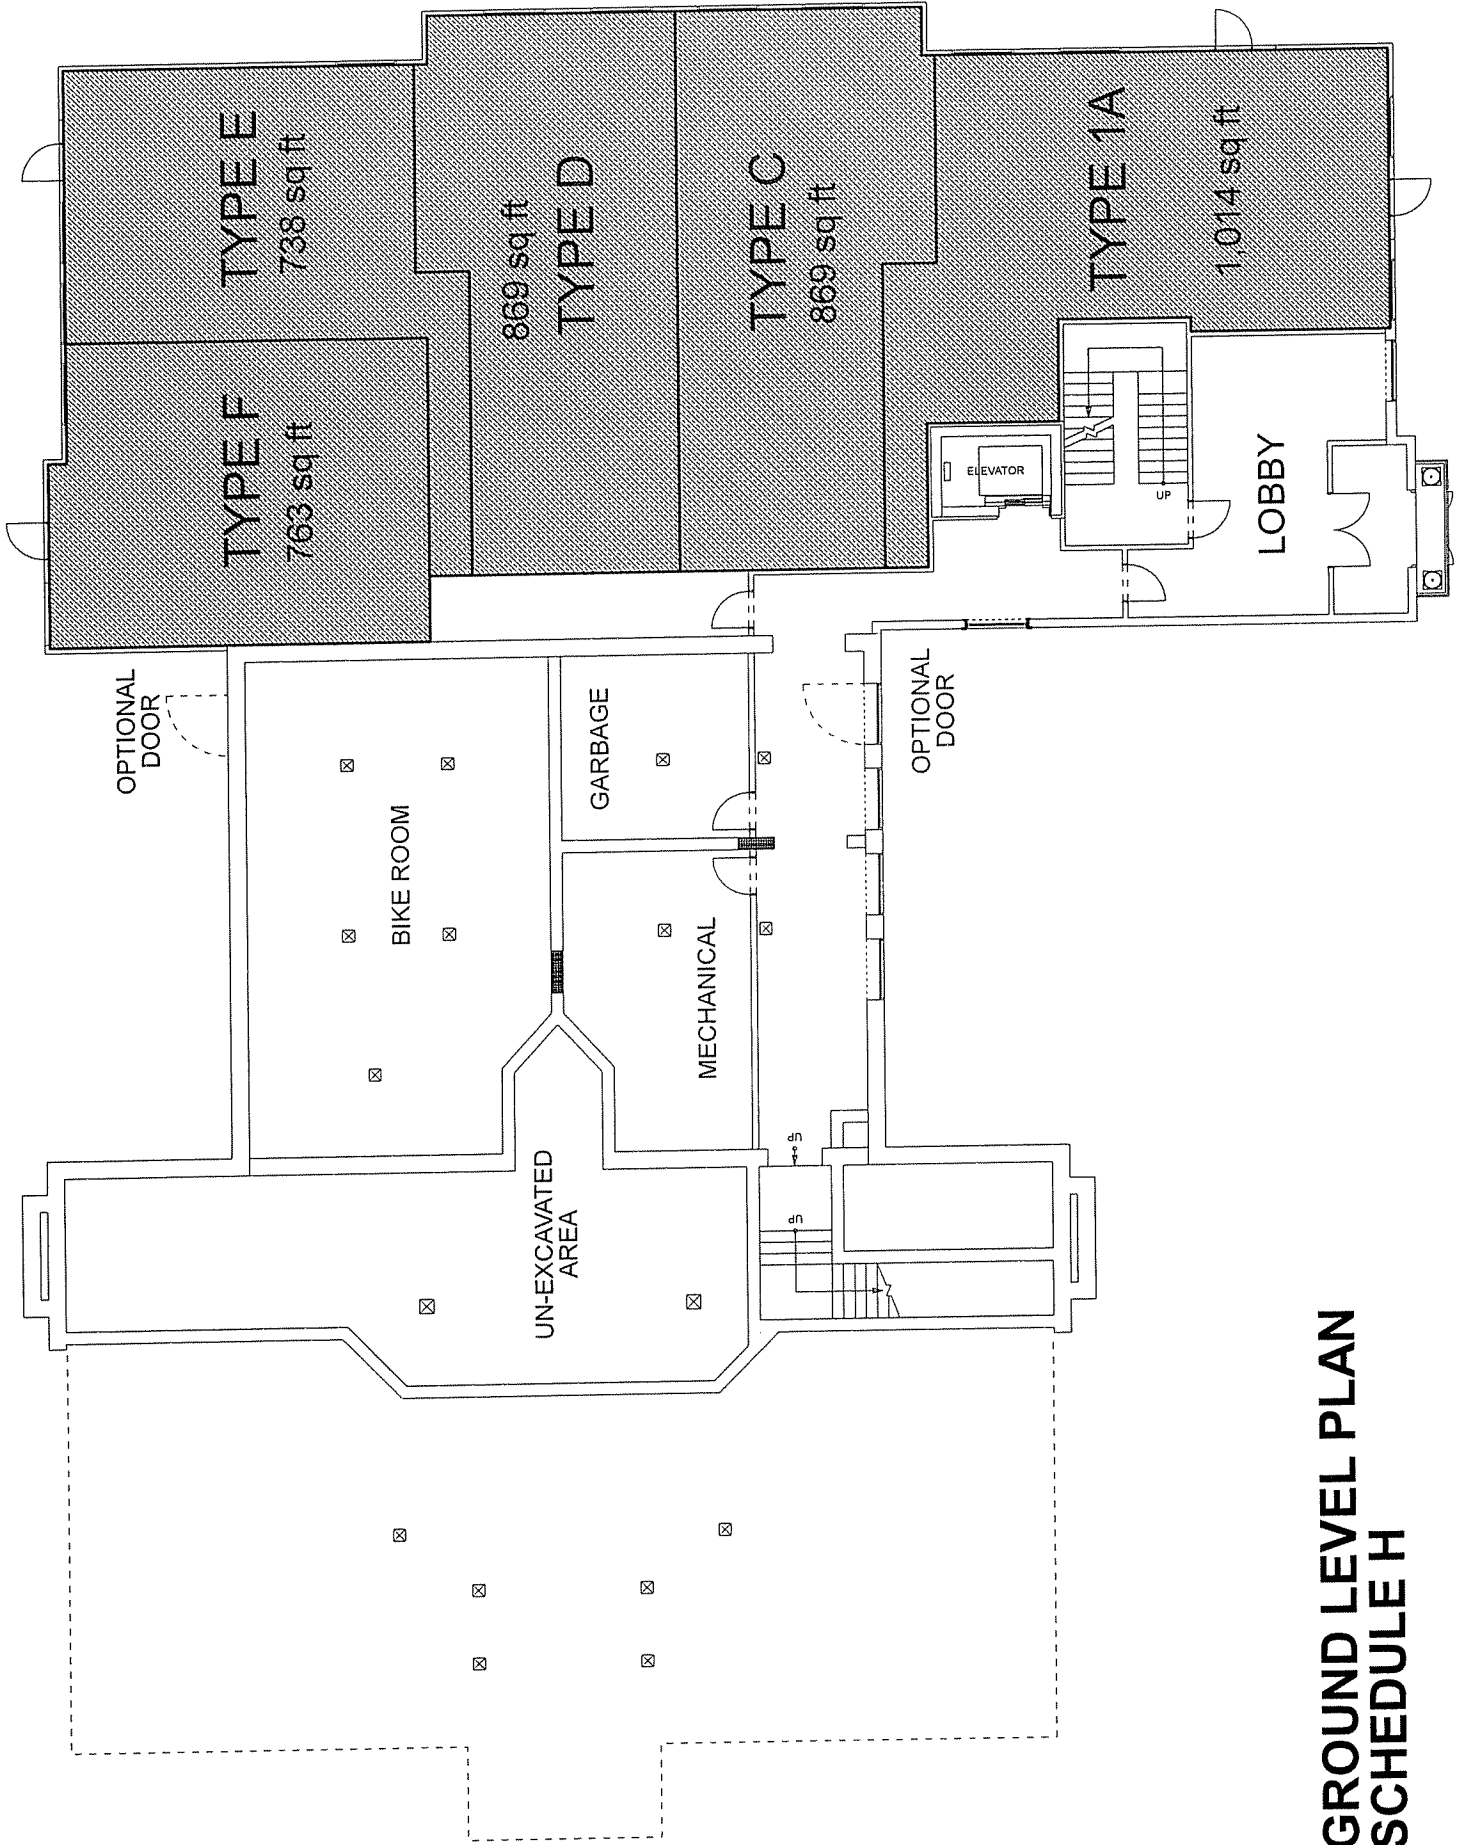 TYPE E
738 sq ft
TYPE F
763 sq ft
869 sq ft
TYPE D
TYPE C
869 sq ft
TYPE 1A
1,014 sq ft
ELEVATOR
UP
LOBBY
OPTIONAL
DOOR
BIKE ROOM
GARBAGE
MECHANICAL
OPTIONAL
DOOR
UP
UP
UN-EXCAVATED
AREA
GROUND LEVEL PLAN
SCHEDULE H